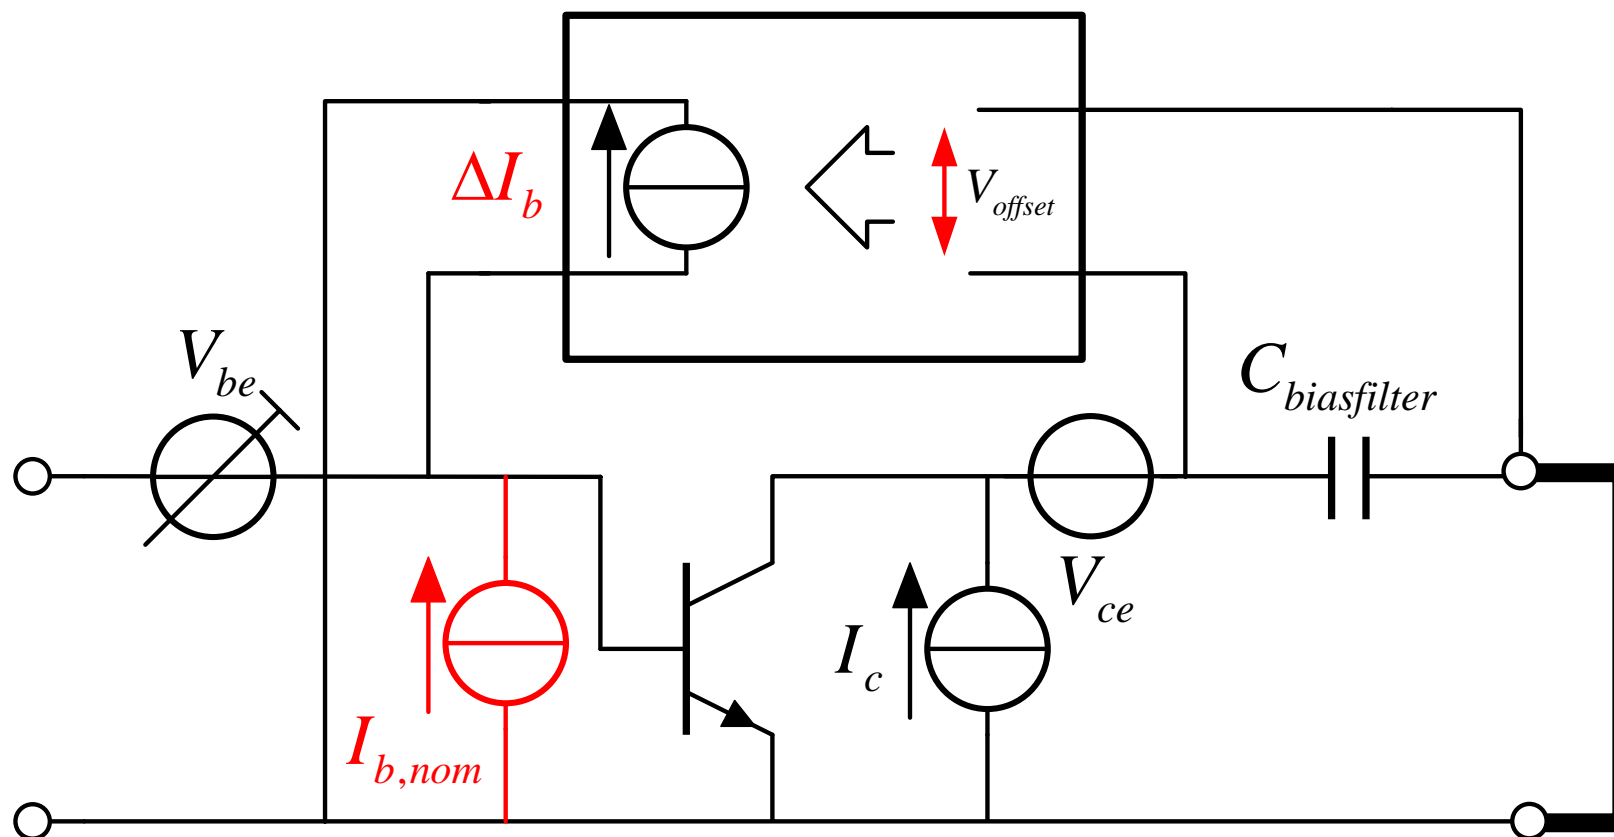 ΔI_b
V_offset
V_be
C_biasfilter
V_ce
I_c
I_b,nom